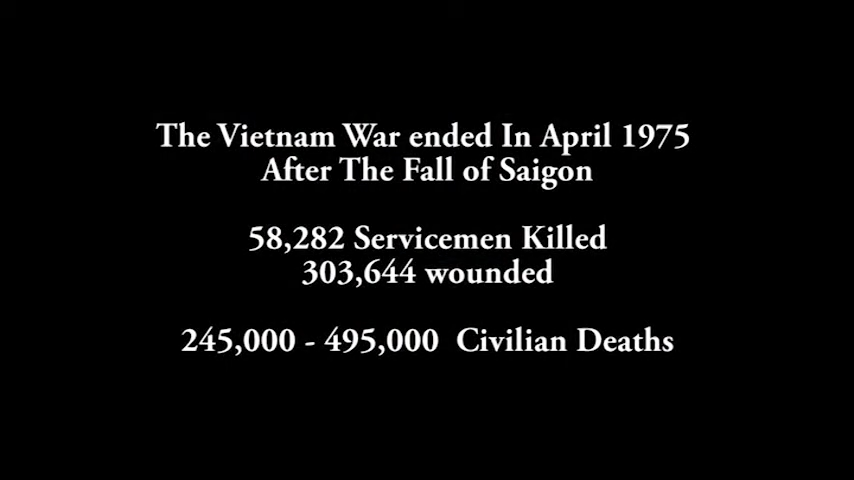 The Vietnam War ended In April 1975
After The Fall of Saigon
58,282 Servicemen Killed
303,644 wounded
245,000 - 495,000  Civilian Deaths